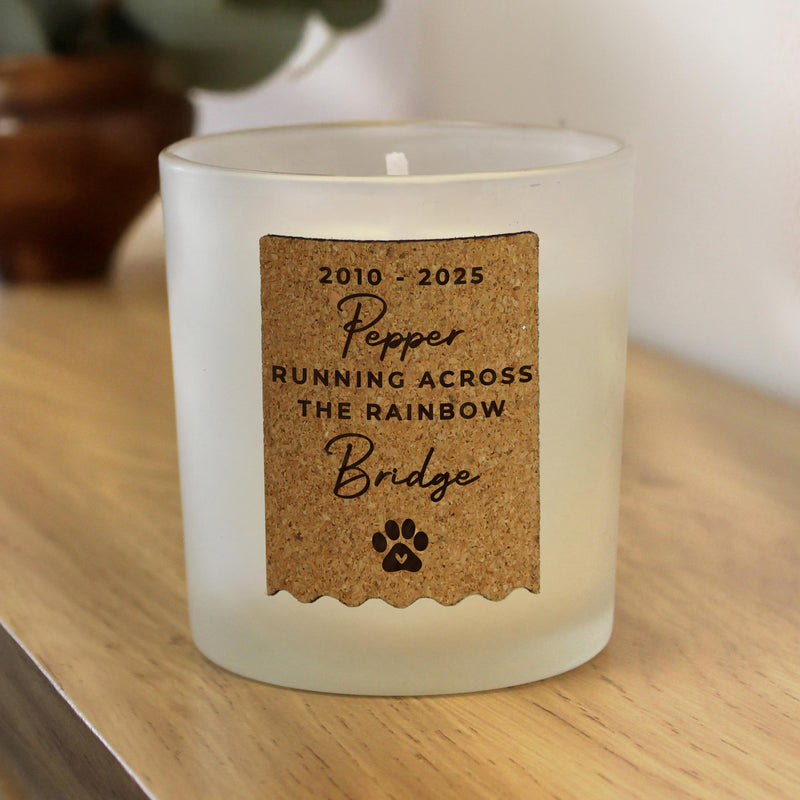 2010 - 2025
Pepper
RUNNING ACROSS
THE RAINBOW
Bridge